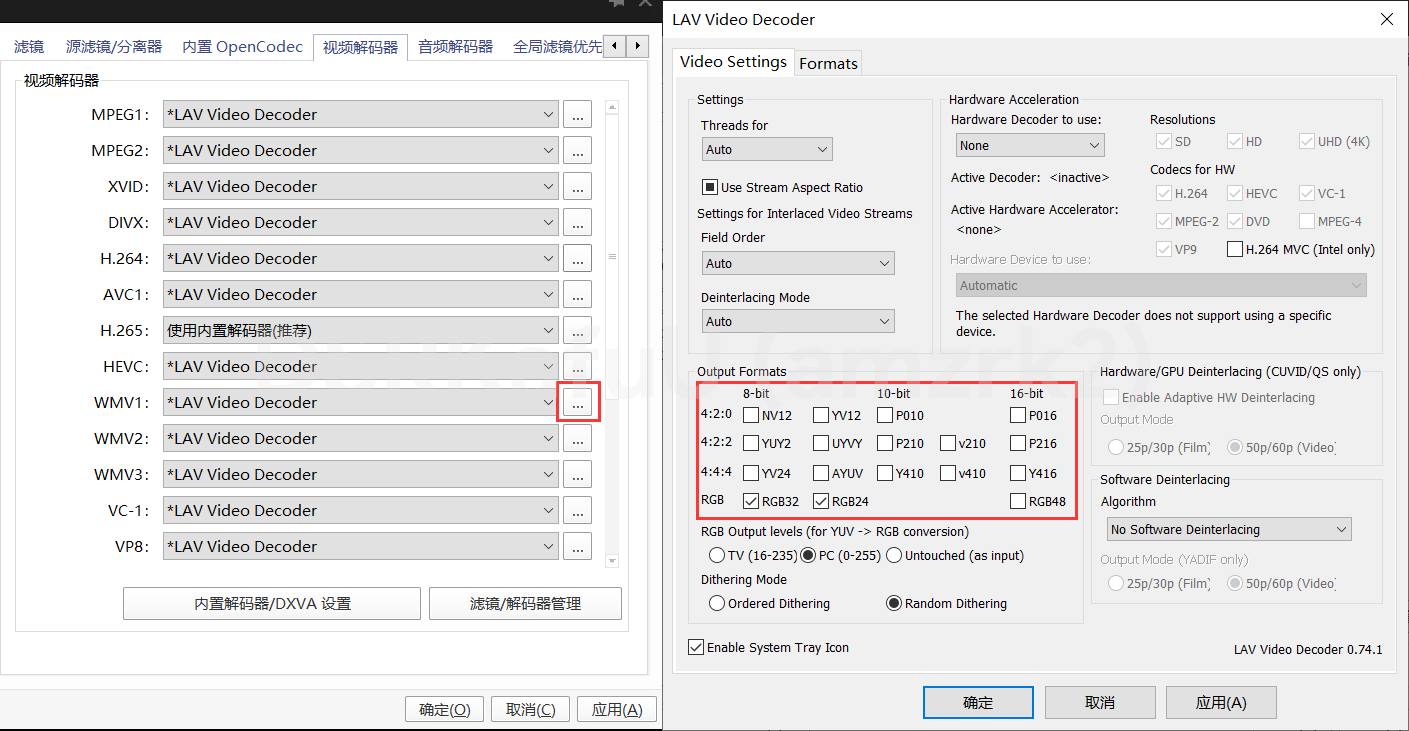 滤镜 源滤镜/分离器 内置 OpenCodec 视频解码器 音频解码器 全局滤镜优先
视频解码器
MPEG1: *LAV Video Decoder ...
MPEG2: *LAV Video Decoder ...
XVID: *LAV Video Decoder ...
DIVX: *LAV Video Decoder ...
H.264: *LAV Video Decoder ...
AVC1: *LAV Video Decoder ...
H.265: 使用内置解码器(推荐) ...
HEVC: *LAV Video Decoder ...
WMV1: *LAV Video Decoder ...
WMV2: *LAV Video Decoder ...
WMV3: *LAV Video Decoder ...
VC-1: *LAV Video Decoder ...
VP8: *LAV Video Decoder ...
内置解码器/DXVA 设置 滤镜/解码器管理
确定(O) 取消(C) 应用(A)
LAV Video Decoder
Video Settings Formats
Settings
Threads for
Auto
Use Stream Aspect Ratio
Settings for Interlaced Video Streams
Field Order
Auto
Deinterlacing Mode
Auto
Hardware Acceleration
Hardware Decoder to use:
None
Active Decoder: <inactive>
Active Hardware Accelerator:
<none>
Resolutions
SD HD UHD (4K)
Codecs for HW
H.264 HEVC VC-1
MPEG-2 DVD MPEG-4
VP9 H.264 MVC (Intel only)
Hardware Device to use:
Automatic
The selected Hardware Decoder does not support using a specific
device.
Output Formats
8-bit 10-bit 16-bit
4:2:0 NV12 YV12 P010 P016
4:2:2 YUY2 UYVY P210 v210 P216
4:4:4 YV24 AYUV Y410 v410 Y416
RGB RGB32 RGB24 RGB48
RGB Output levels (for YUV -> RGB conversion)
TV (16-235) PC (0-255) Untouched (as input)
Dithering Mode
Ordered Dithering Random Dithering
Hardware/GPU Deinterlacing (CUVID/QS only)
Enable Adaptive HW Deinterlacing
Output Mode
25p/30p (Film) 50p/60p (Video)
Software Deinterlacing
Algorithm
No Software Deinterlacing
Output Mode (YADIF only)
25p/30p (Film) 50p/60p (Video)
Enable System Tray Icon
LAV Video Decoder 0.74.1
确定 取消 应用(A)